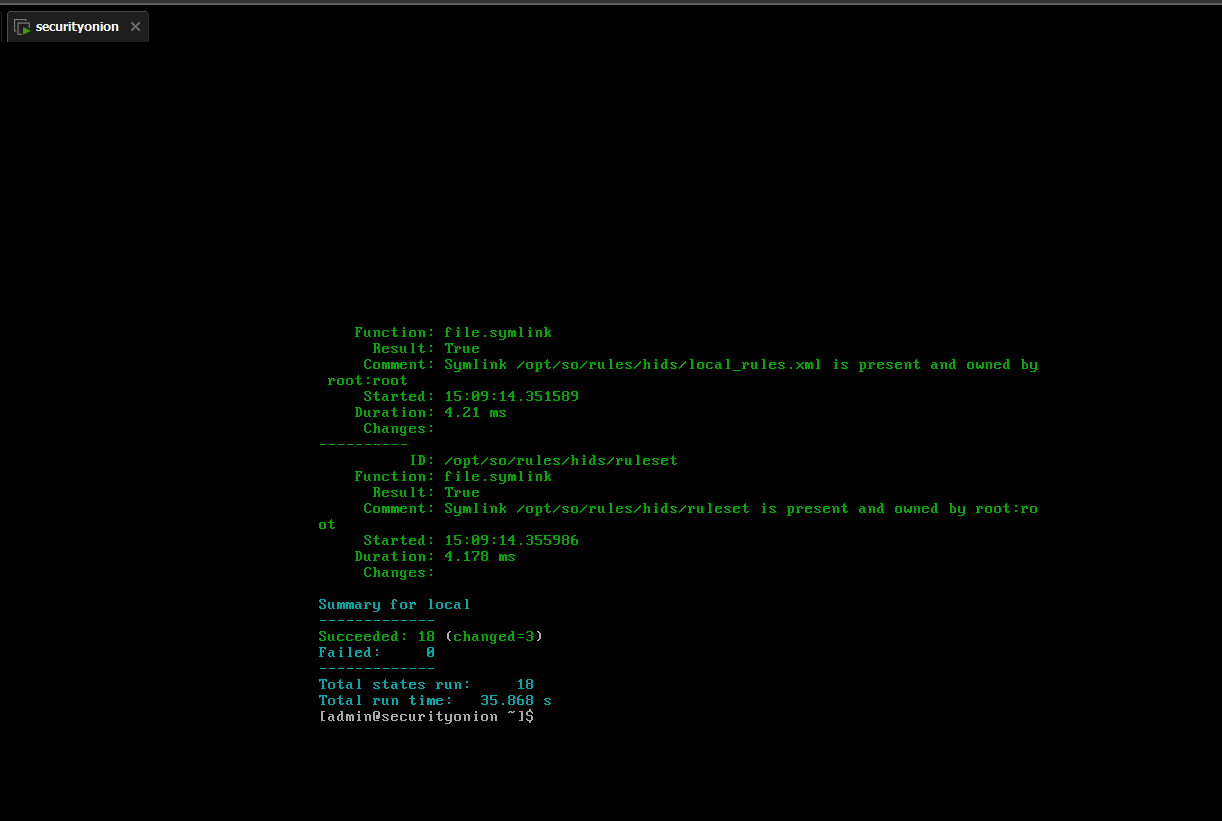 securityonion
Function: file.symlink
Result: True
Comment: Symlink /opt/so/rules/hids/local_rules.xml is present and owned by
root:root
Started: 15:09:14.351589
Duration: 4.21 ms
Changes:
----------
ID: /opt/so/rules/hids/ruleset
Function: file.symlink
Result: True
Comment: Symlink /opt/so/rules/hids/ruleset is present and owned by root:ro
ot
Started: 15:09:14.355986
Duration: 4.178 ms
Changes:
Summary for local
-------------
Succeeded: 18 (changed=3)
Failed: 0
-------------
Total states run: 18
Total run time: 35.868 s
[admin@securityonion ~]$